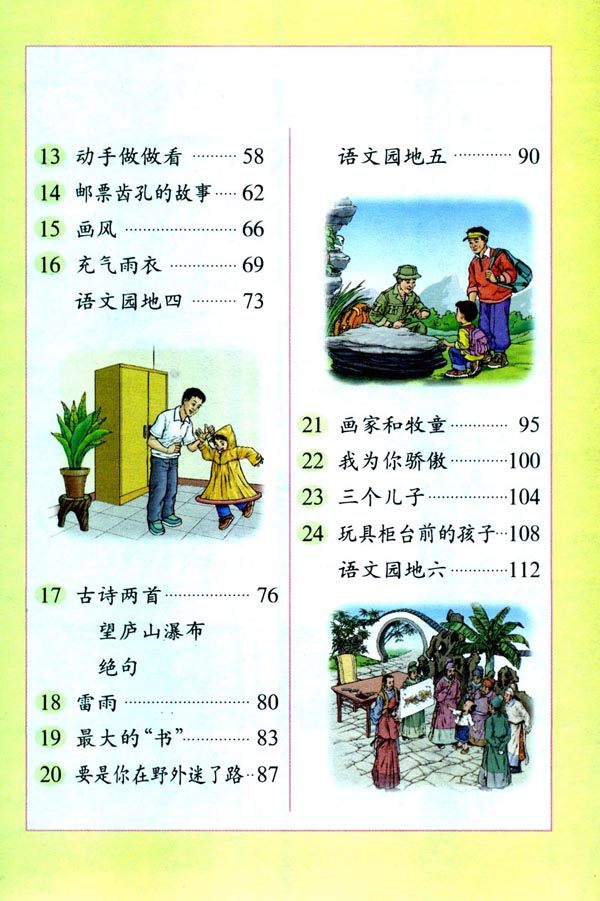 13 动手做做看 ………… 58
14 邮票齿孔的故事 …… 62
15 画风 ………………… 66
16 充气雨衣 …………… 69
语文园地四 ………… 73
17 古诗两首 …………… 76
望庐山瀑布
绝句
18 雷雨 ………………… 80
19 最大的“书” ………… 83
20 要是你在野外迷了路 ·· 87
语文园地五 ………… 90
21 画家和牧童 ………… 95
22 我为你骄傲 ………… 100
23 三个儿子 …………… 104
24 玩具柜台前的孩子 … 108
语文园地六 ………… 112